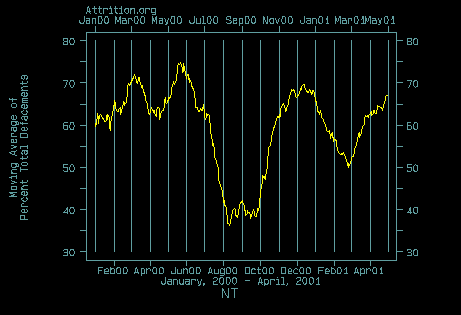 Attrition.org
Jan00 Mar00 May00 Jul00 Sep00 Nov00 Jan01 Mar01 May01
80 80
70 70
60 60
50 50
40 40
30 30
Moving Average of
Percent Total Defacements
Feb00 Apr00 Jun00 Aug00 Oct00 Dec00 Feb01 Apr01
January, 2000 - April, 2001
NT